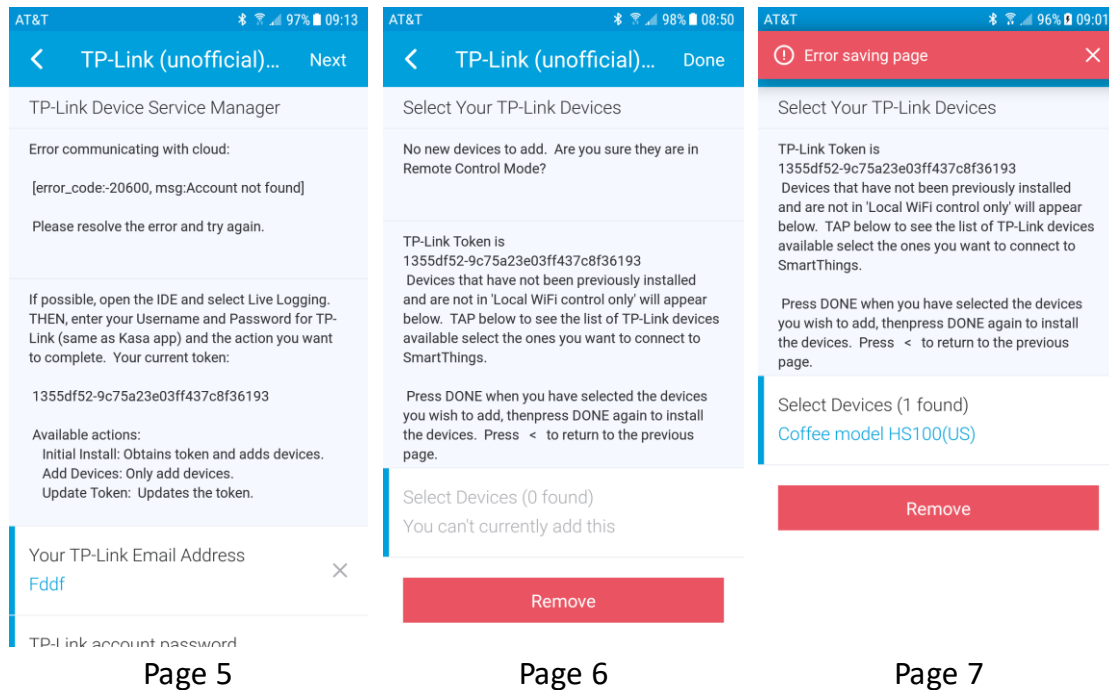 AT&T 97% 09:13
TP-Link (unofficial)... Next
TP-Link Device Service Manager
Error communicating with cloud:
[error_code:-20600, msg:Account not found]
Please resolve the error and try again.
If possible, open the IDE and select Live Logging.
THEN, enter your Username and Password for TP-
Link (same as Kasa app) and the action you want
to complete. Your current token:
1355df52-9c75a23e03ff437c8f36193
Available actions:
Initial Install: Obtains token and adds devices.
Add Devices: Only add devices.
Update Token: Updates the token.
Your TP-Link Email Address
Fddf
TP-Link account password
Page 5
AT&T 98% 08:50
TP-Link (unofficial)... Done
Select Your TP-Link Devices
No new devices to add. Are you sure they are in
Remote Control Mode?
TP-Link Token is
1355df52-9c75a23e03ff437c8f36193
Devices that have not been previously installed
and are not in 'Local WiFi control only' will appear
below. TAP below to see the list of TP-Link devices
available select the ones you want to connect to
SmartThings.
Press DONE when you have selected the devices
you wish to add, thenpress DONE again to install
the devices. Press < to return to the previous
page.
Select Devices (0 found)
You can't currently add this
Remove
Page 6
AT&T 96% 09:01
Error saving page
Select Your TP-Link Devices
TP-Link Token is
1355df52-9c75a23e03ff437c8f36193
Devices that have not been previously installed
and are not in 'Local WiFi control only' will appear
below. TAP below to see the list of TP-Link devices
available select the ones you want to connect to
SmartThings.
Press DONE when you have selected the devices
you wish to add, thenpress DONE again to install
the devices. Press < to return to the previous
page.
Select Devices (1 found)
Coffee model HS100(US)
Remove
Page 7